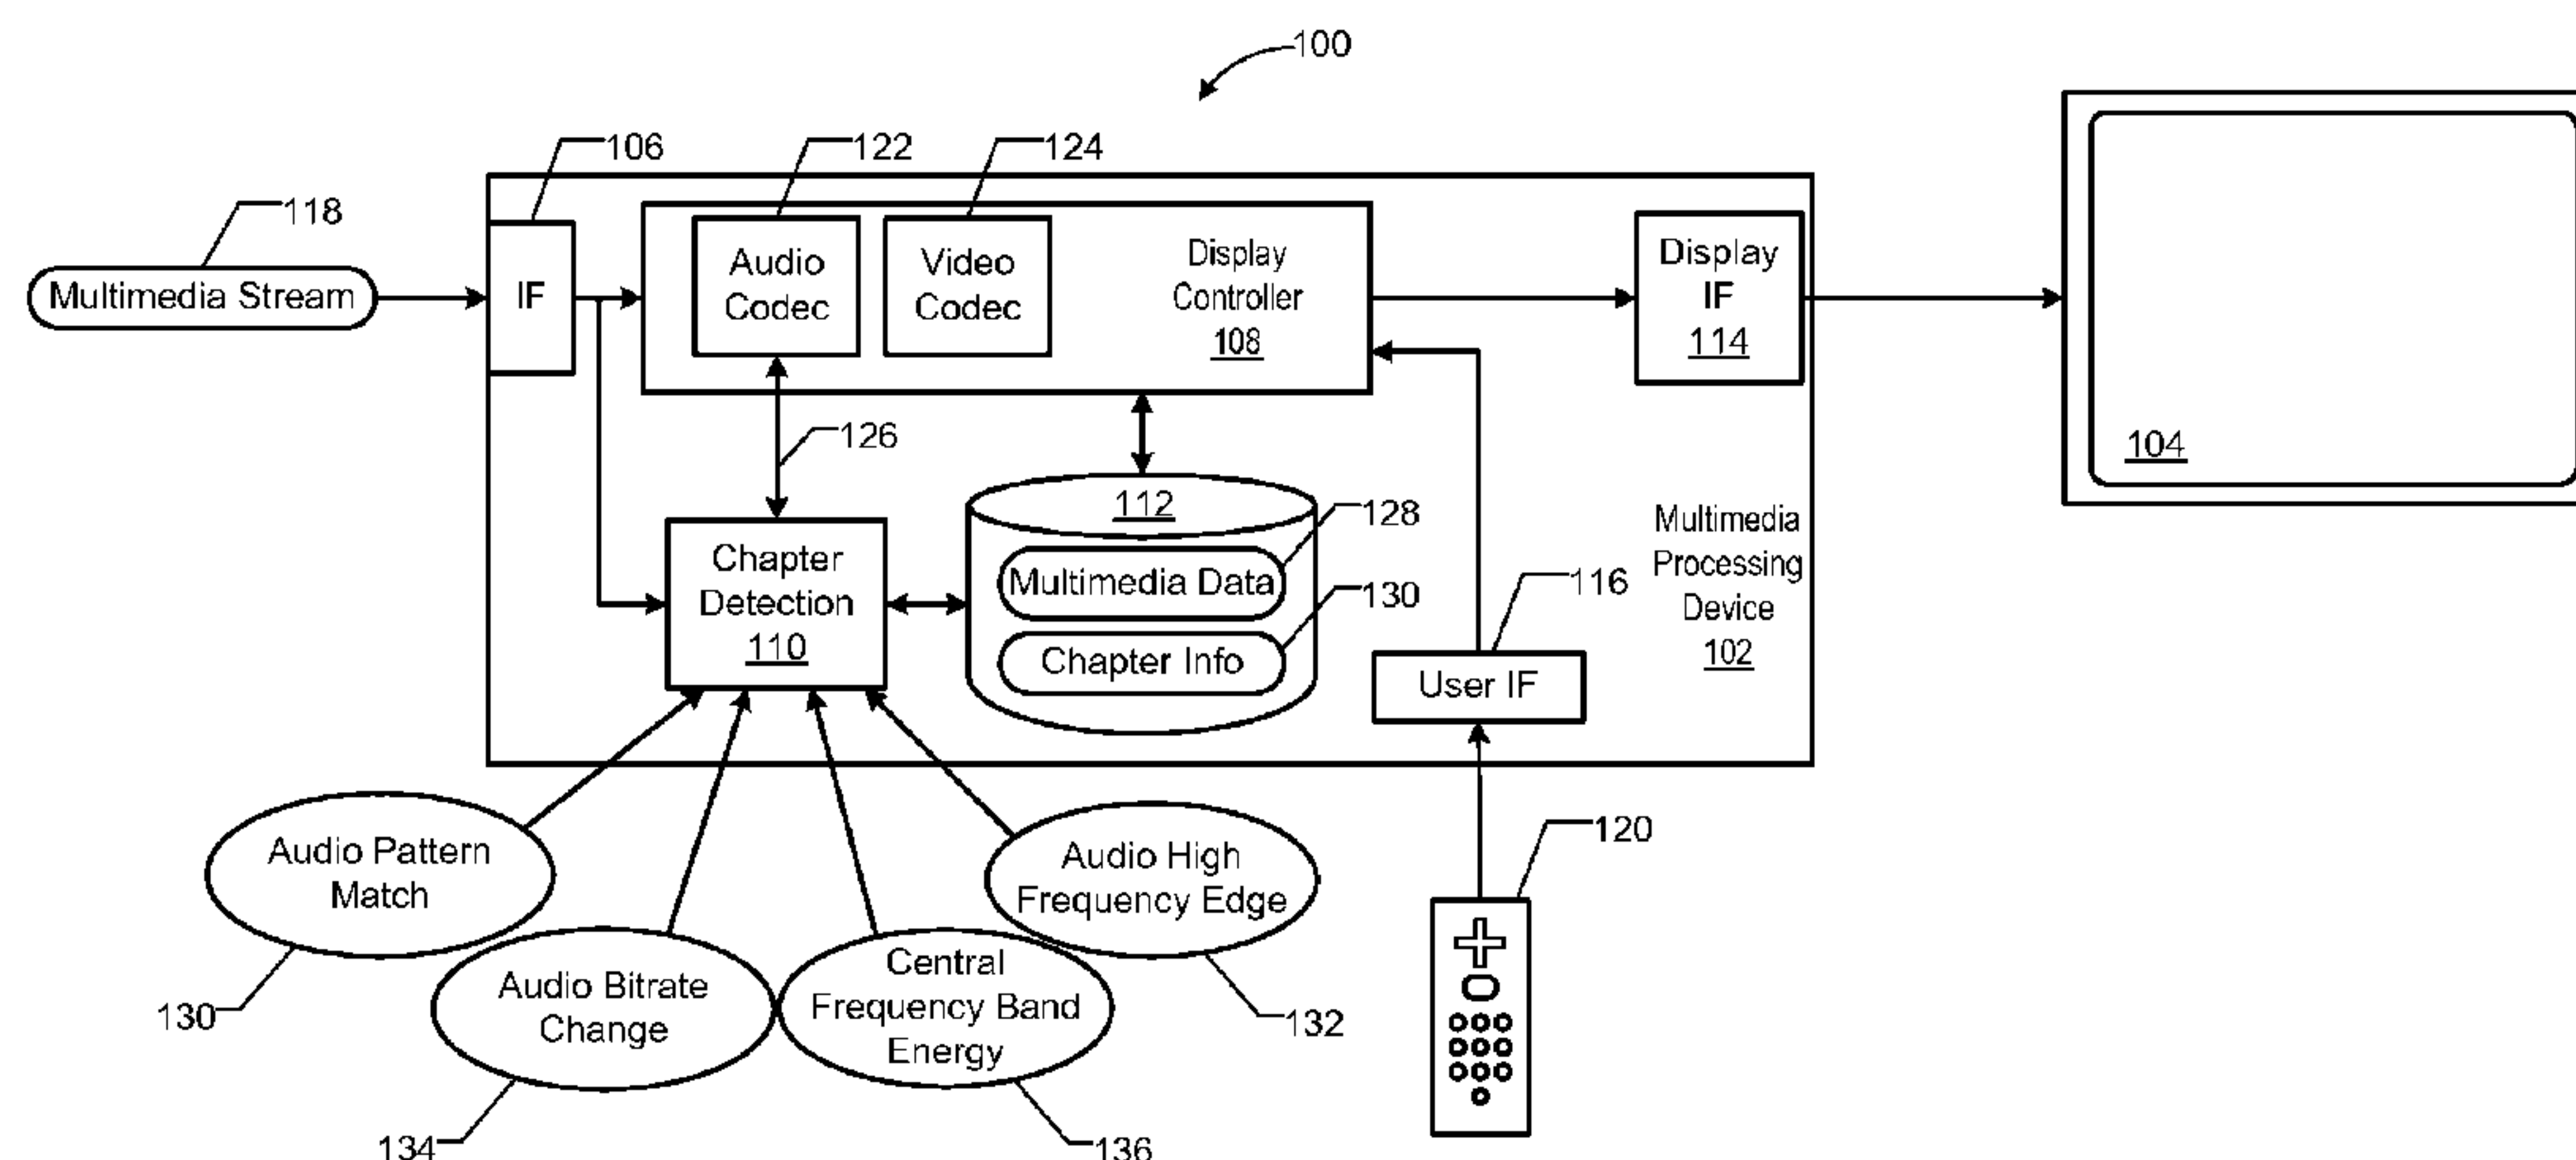 100
106
122
124
118
Multimedia Stream
IF
Audio
Codec
Video
Codec
Display
Controller
108
Display
IF
114
104
126
112
128
Multimedia Data
130
Chapter Info
Chapter
Detection
110
116
User IF
Multimedia
Processing
Device
102
Audio Pattern
Match
130
Audio Bitrate
Change
134
Central
Frequency Band
Energy
136
Audio High
Frequency Edge
132
120